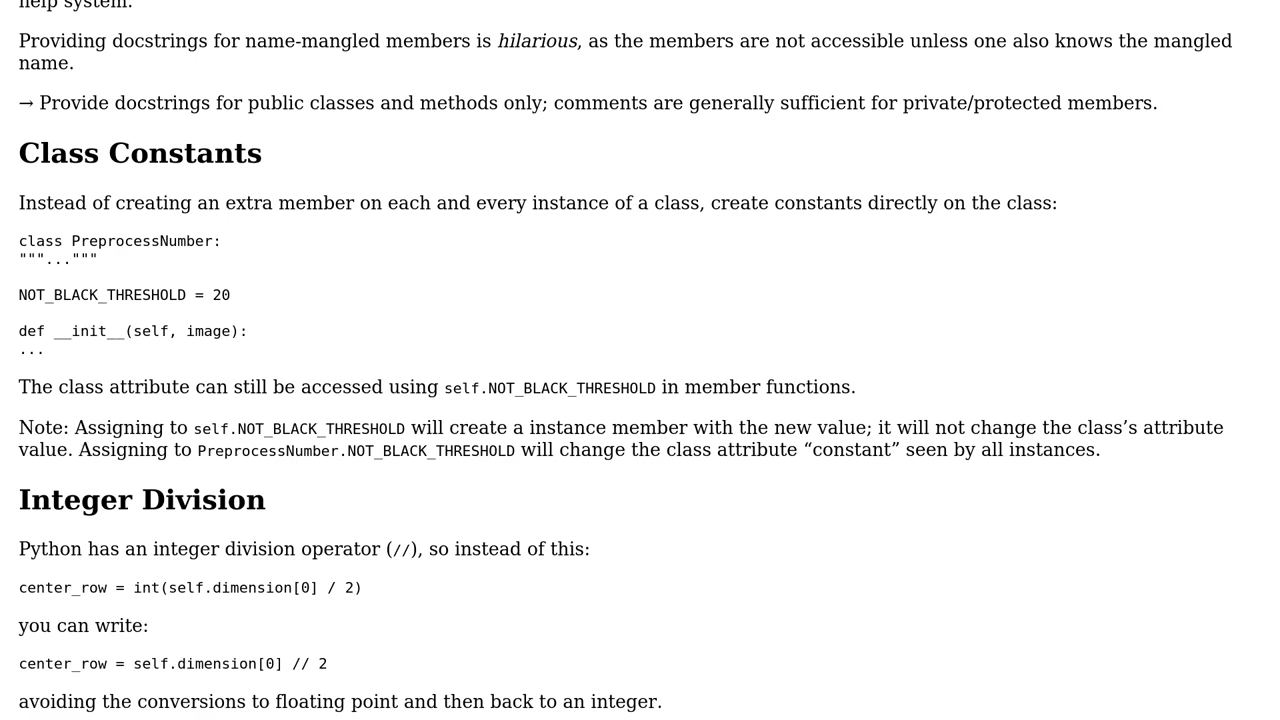 help system.
Providing docstrings for name-mangled members is hilarious, as the members are not accessible unless one also knows the mangled
name.
→ Provide docstrings for public classes and methods only; comments are generally sufficient for private/protected members.
Class Constants
Instead of creating an extra member on each and every instance of a class, create constants directly on the class:
class PreprocessNumber:
"""..."""
NOT_BLACK_THRESHOLD = 20
def __init__(self, image):
...
The class attribute can still be accessed using self.NOT_BLACK_THRESHOLD in member functions.
Note: Assigning to self.NOT_BLACK_THRESHOLD will create a instance member with the new value; it will not change the class’s attribute
value. Assigning to PreprocessNumber.NOT_BLACK_THRESHOLD will change the class attribute “constant” seen by all instances.
Integer Division
Python has an integer division operator (//), so instead of this:
center_row = int(self.dimension[0] / 2)
you can write:
center_row = self.dimension[0] // 2
avoiding the conversions to floating point and then back to an integer.